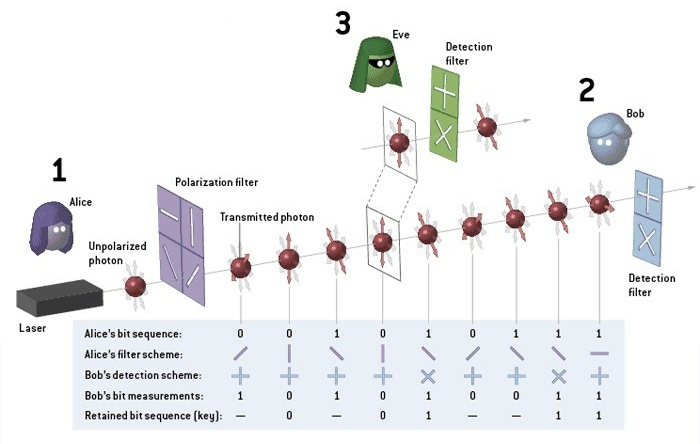 3
Eve
Detection
filter
2
Bob
1
Alice
Polarization filter
Transmitted photon
Unpolarized
photon
Laser
Detection
filter
Alice's bit sequence: 0 0 1 0 1 0 1 1 1
Alice's filter scheme:
Bob's detection scheme:
Bob's bit measurements: 1 0 1 0 1 0 0 1 1
Retained bit sequence (key): — 0 — 0 1 — — 1 1